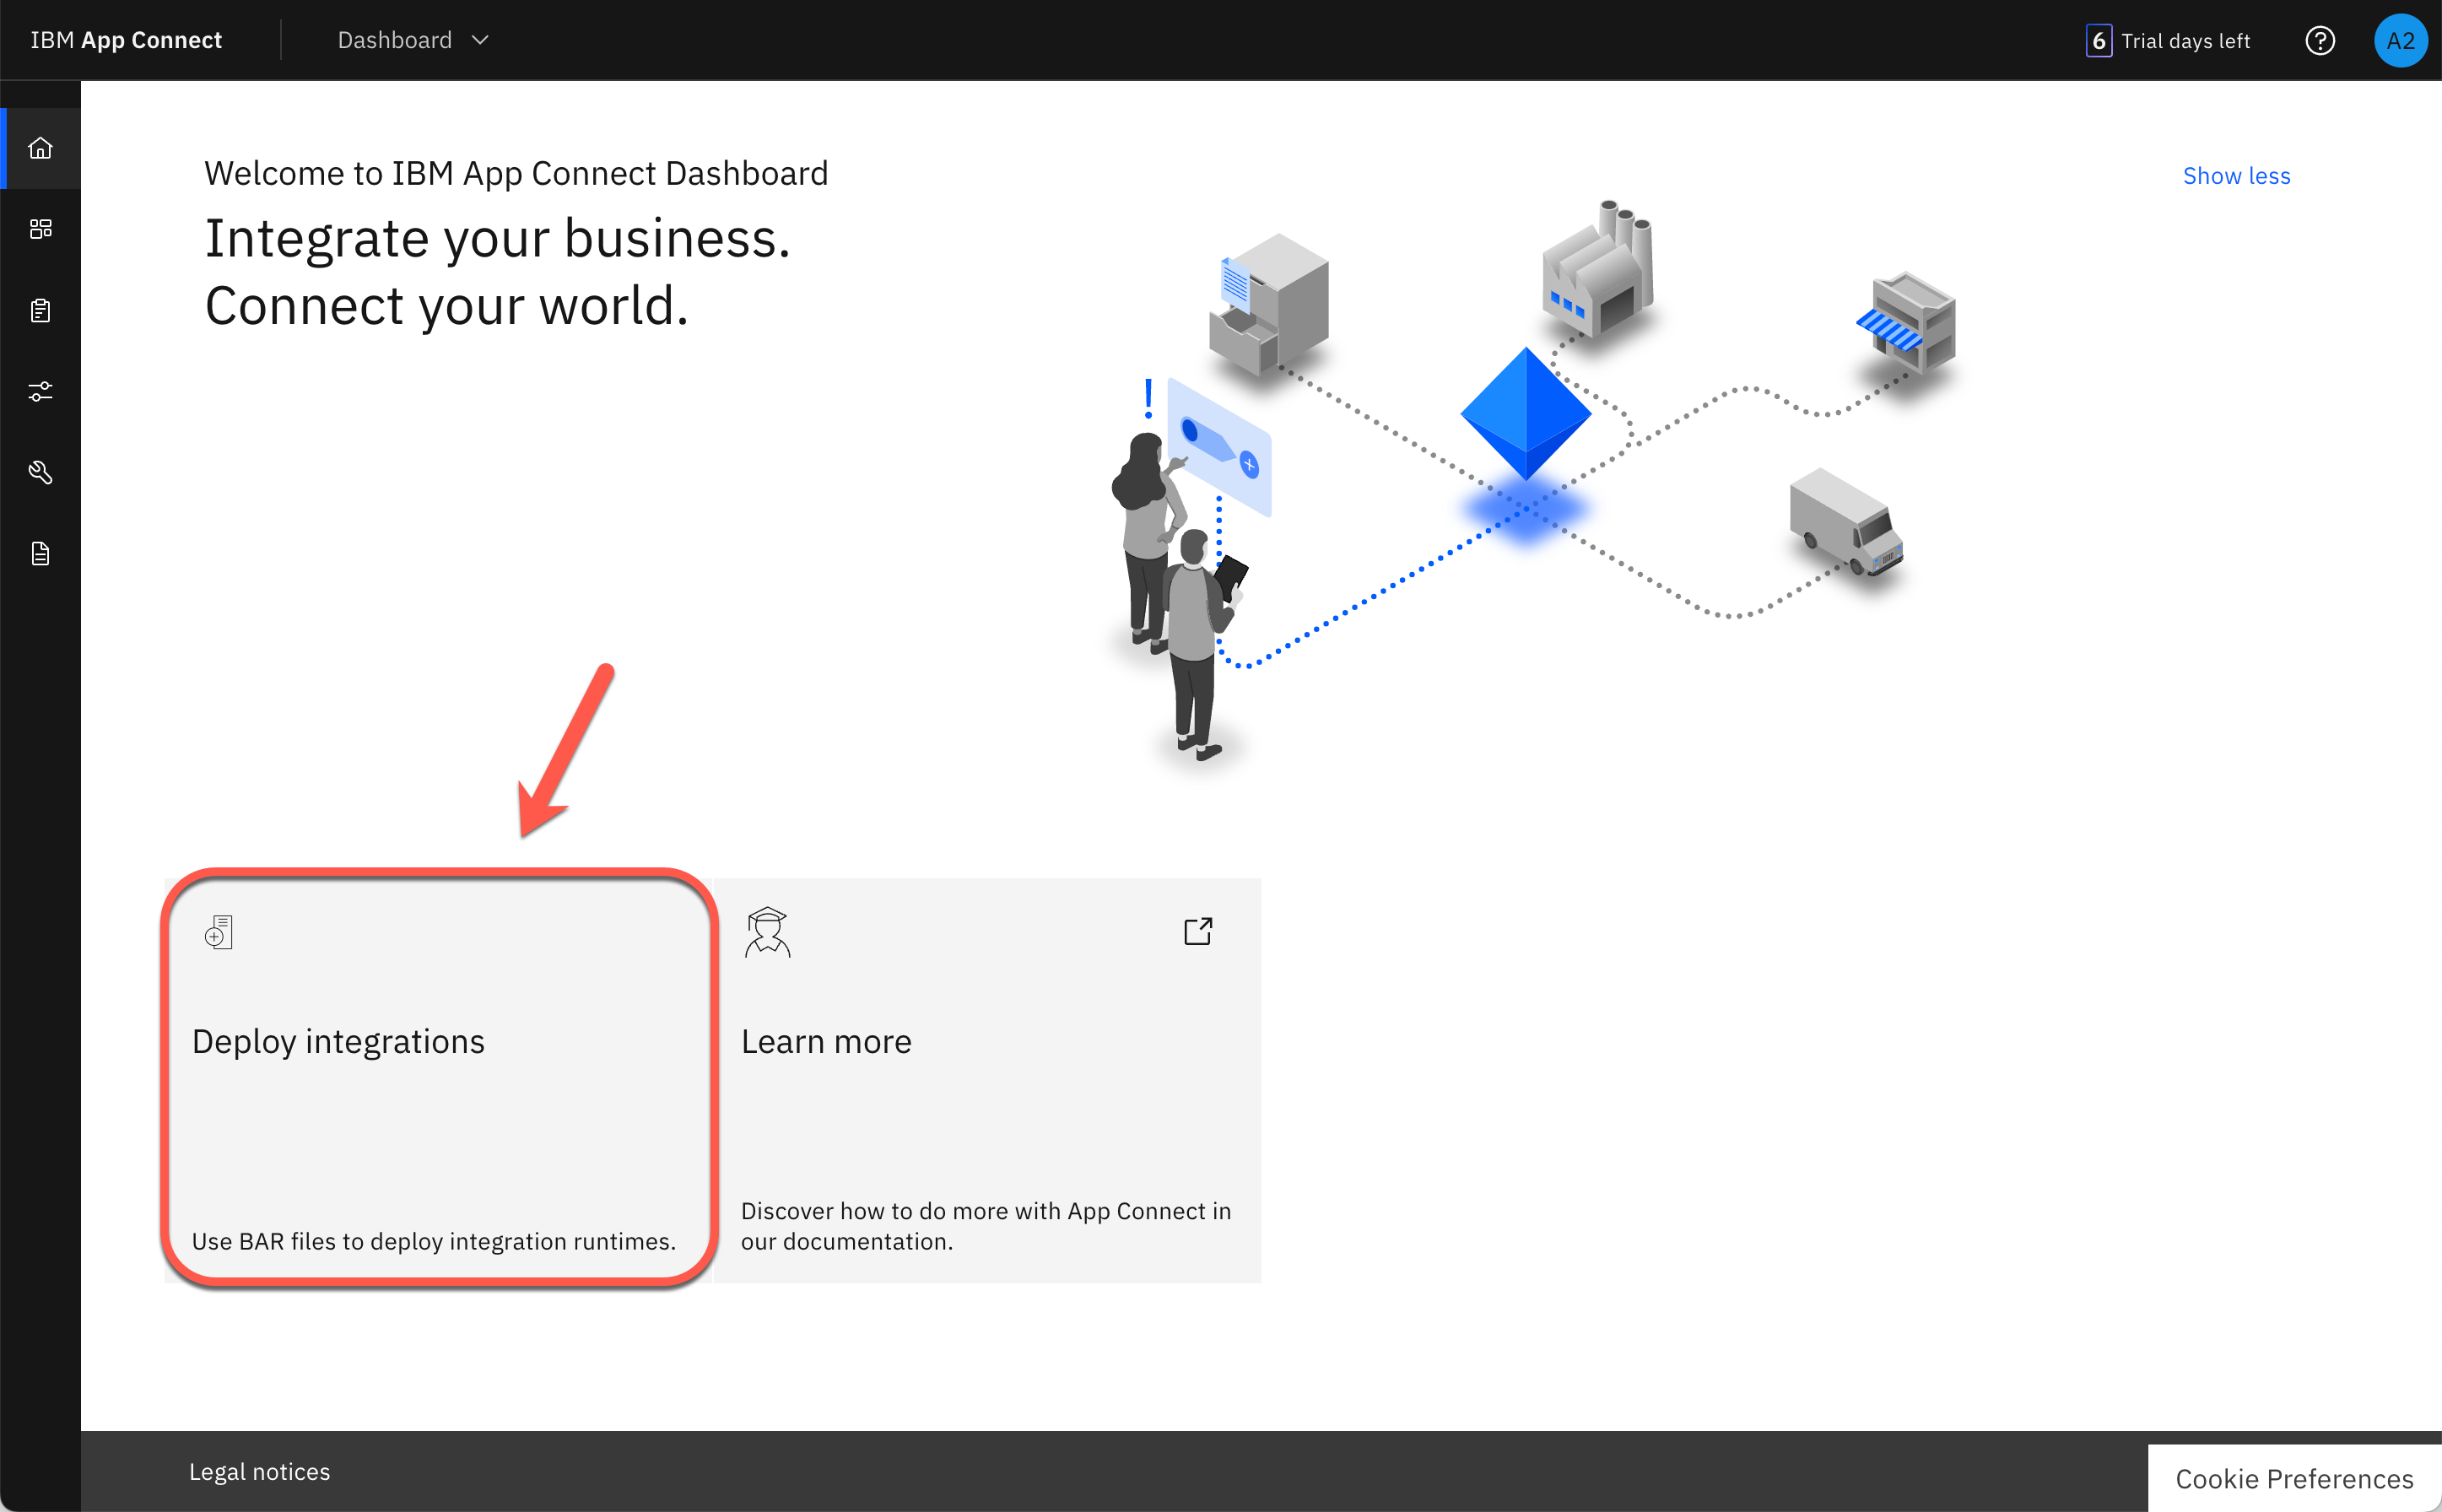 IBM App Connect
Dashboard
6 Trial days left
A2
Welcome to IBM App Connect Dashboard
Show less
Integrate your business.
Connect your world.
Deploy integrations
Use BAR files to deploy integration runtimes.
Learn more
Discover how to do more with App Connect in
our documentation.
Legal notices
Cookie Preferences